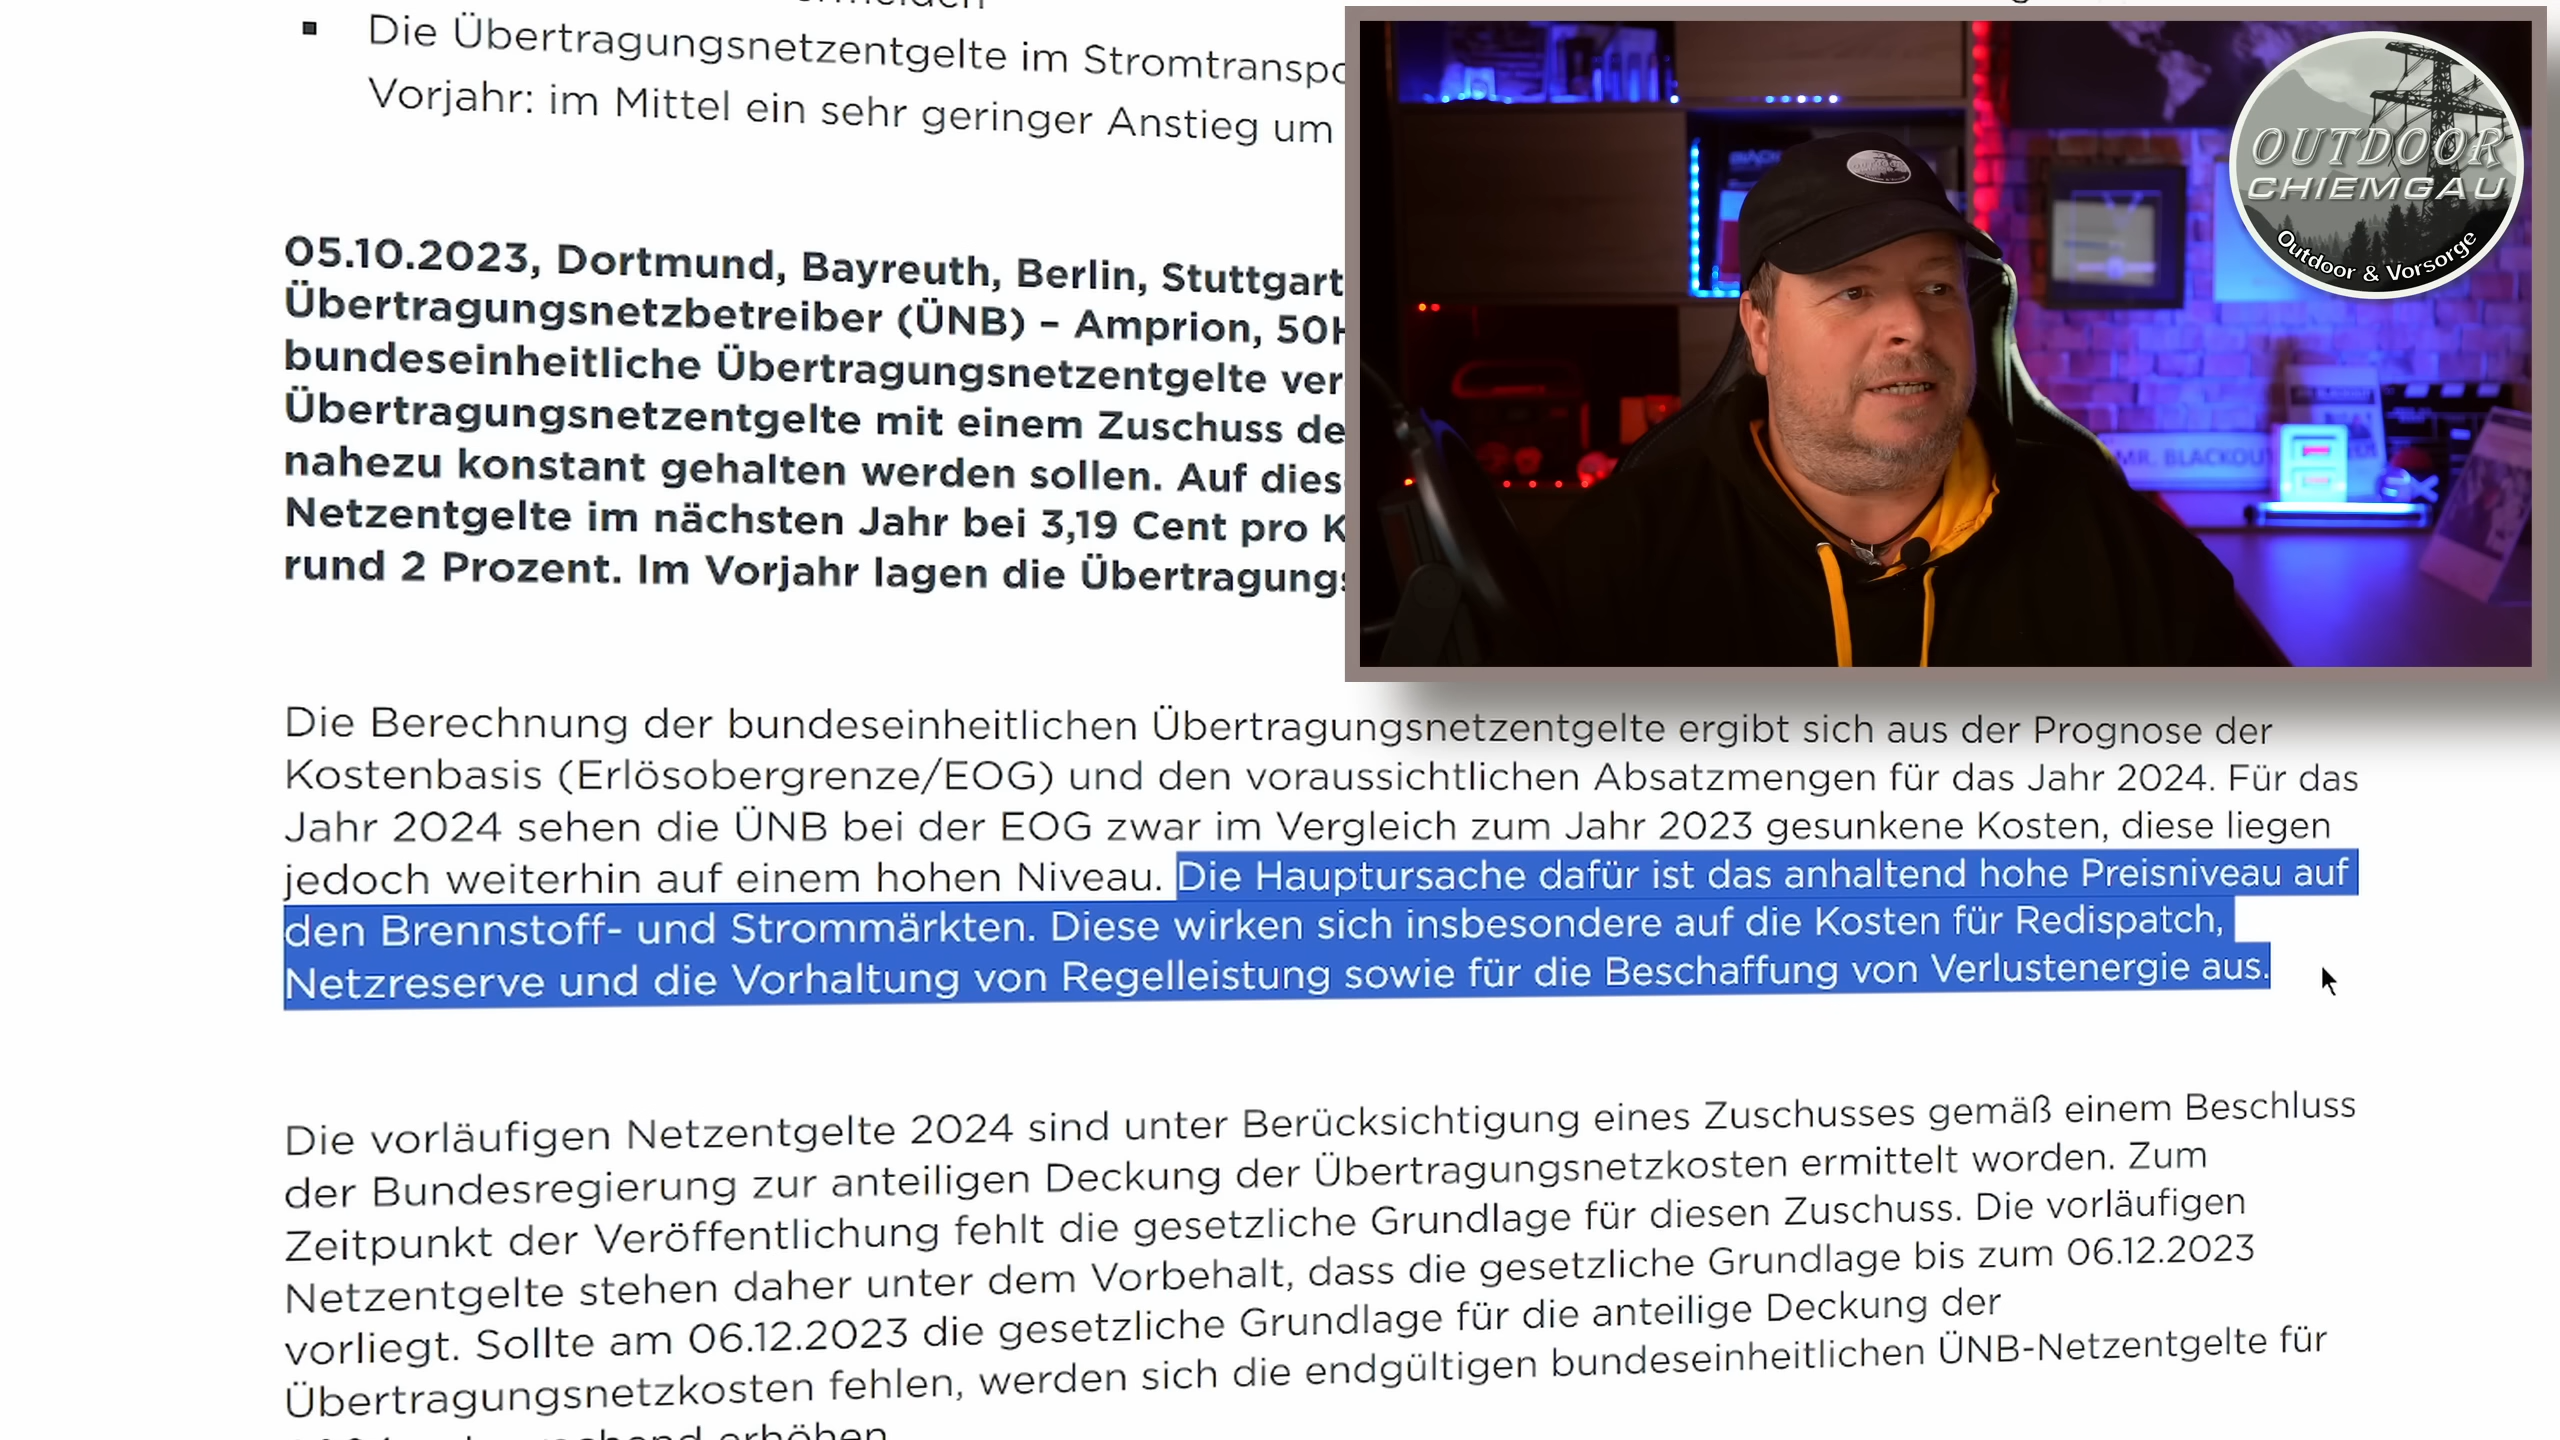 Die Übertragungsnetzentgelte im
Vorjahr: im Mittel ein sehr geringer Anstieg um
05.10.2023, Dortmund, Bayreuth, Berlin, Stuttgart
Übertragungsnetzbetreiber (ÜNB) – Amprion,
bundeseinheitliche Übertragungsnetzentgelte
Übertragungsnetzentgelte mit einem Zuschuss
nahezu konstant gehalten werden sollen. Auf
Netzentgelte im nächsten Jahr bei 3,19 Cent pro
rund 2 Prozent. Im Vorjahr lagen die
OUTDOOR
CHIEMGAU
Outdoor & Vorsorge
MR. BLACKOUT
Die Berechnung der bundeseinheitlichen Übertragungsnetzentgelte ergibt sich aus der Prognose der
Kostenbasis (Erlösobergrenze/EOG) und den voraussichtlichen Absatzmengen für das Jahr 2024. Für das
Jahr 2024 sehen die ÜNB bei der EOG zwar im Vergleich zum Jahr 2023 gesunkene Kosten, diese liegen
jedoch weiterhin auf einem hohen Niveau. Die Hauptursache dafür ist das anhaltend hohe Preisniveau auf
den Brennstoff- und Strommärkten. Diese wirken sich insbesondere auf die Kosten für Redispatch,
Netzreserve und die Vorhaltung von Regelleistung sowie für die Beschaffung von Verlustenergie aus.
Die vorläufigen Netzentgelte 2024 sind unter Berücksichtigung eines Zuschusses gemäß einem Beschluss
der Bundesregierung zur anteiligen Deckung der Übertragungsnetzkosten ermittelt worden. Zum
Zeitpunkt der Veröffentlichung fehlt die gesetzliche Grundlage für diesen Zuschuss. Die vorläufigen
Netzentgelte stehen daher unter dem Vorbehalt, dass die gesetzliche Grundlage bis zum 06.12.2023
vorliegt. Sollte am 06.12.2023 die gesetzliche Grundlage für die anteilige Deckung der
Übertragungsnetzkosten fehlen, werden sich die endgültigen bundeseinheitlichen ÜNB-Netzentgelte für
erhöhen